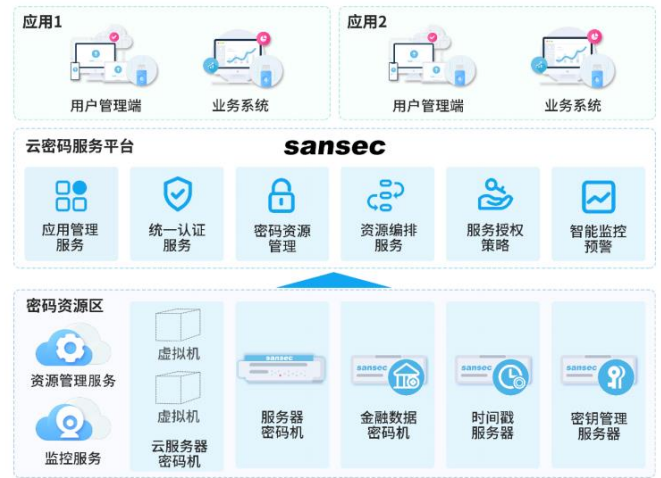 应用1
用户管理端
业务系统
应用2
用户管理端
业务系统
云密码服务平台
sansec
应用管理
服务
统一认证
服务
密码资源
管理
资源编排
服务
服务授权
策略
智能监控
预警
密码资源区
资源管理服务
监控服务
虚拟机
虚拟机
云服务器
密码机
sansec
服务器
密码机
sansec
金融数据
密码机
sansec
时间戳
服务器
sansec
密钥管理
服务器